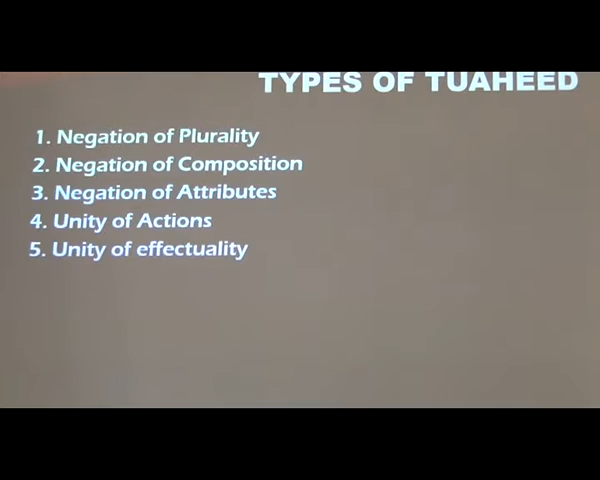 TYPES OF TUAHEED
1. Negation of Plurality
2. Negation of Composition
3. Negation of Attributes
4. Unity of Actions
5. Unity of effectuality